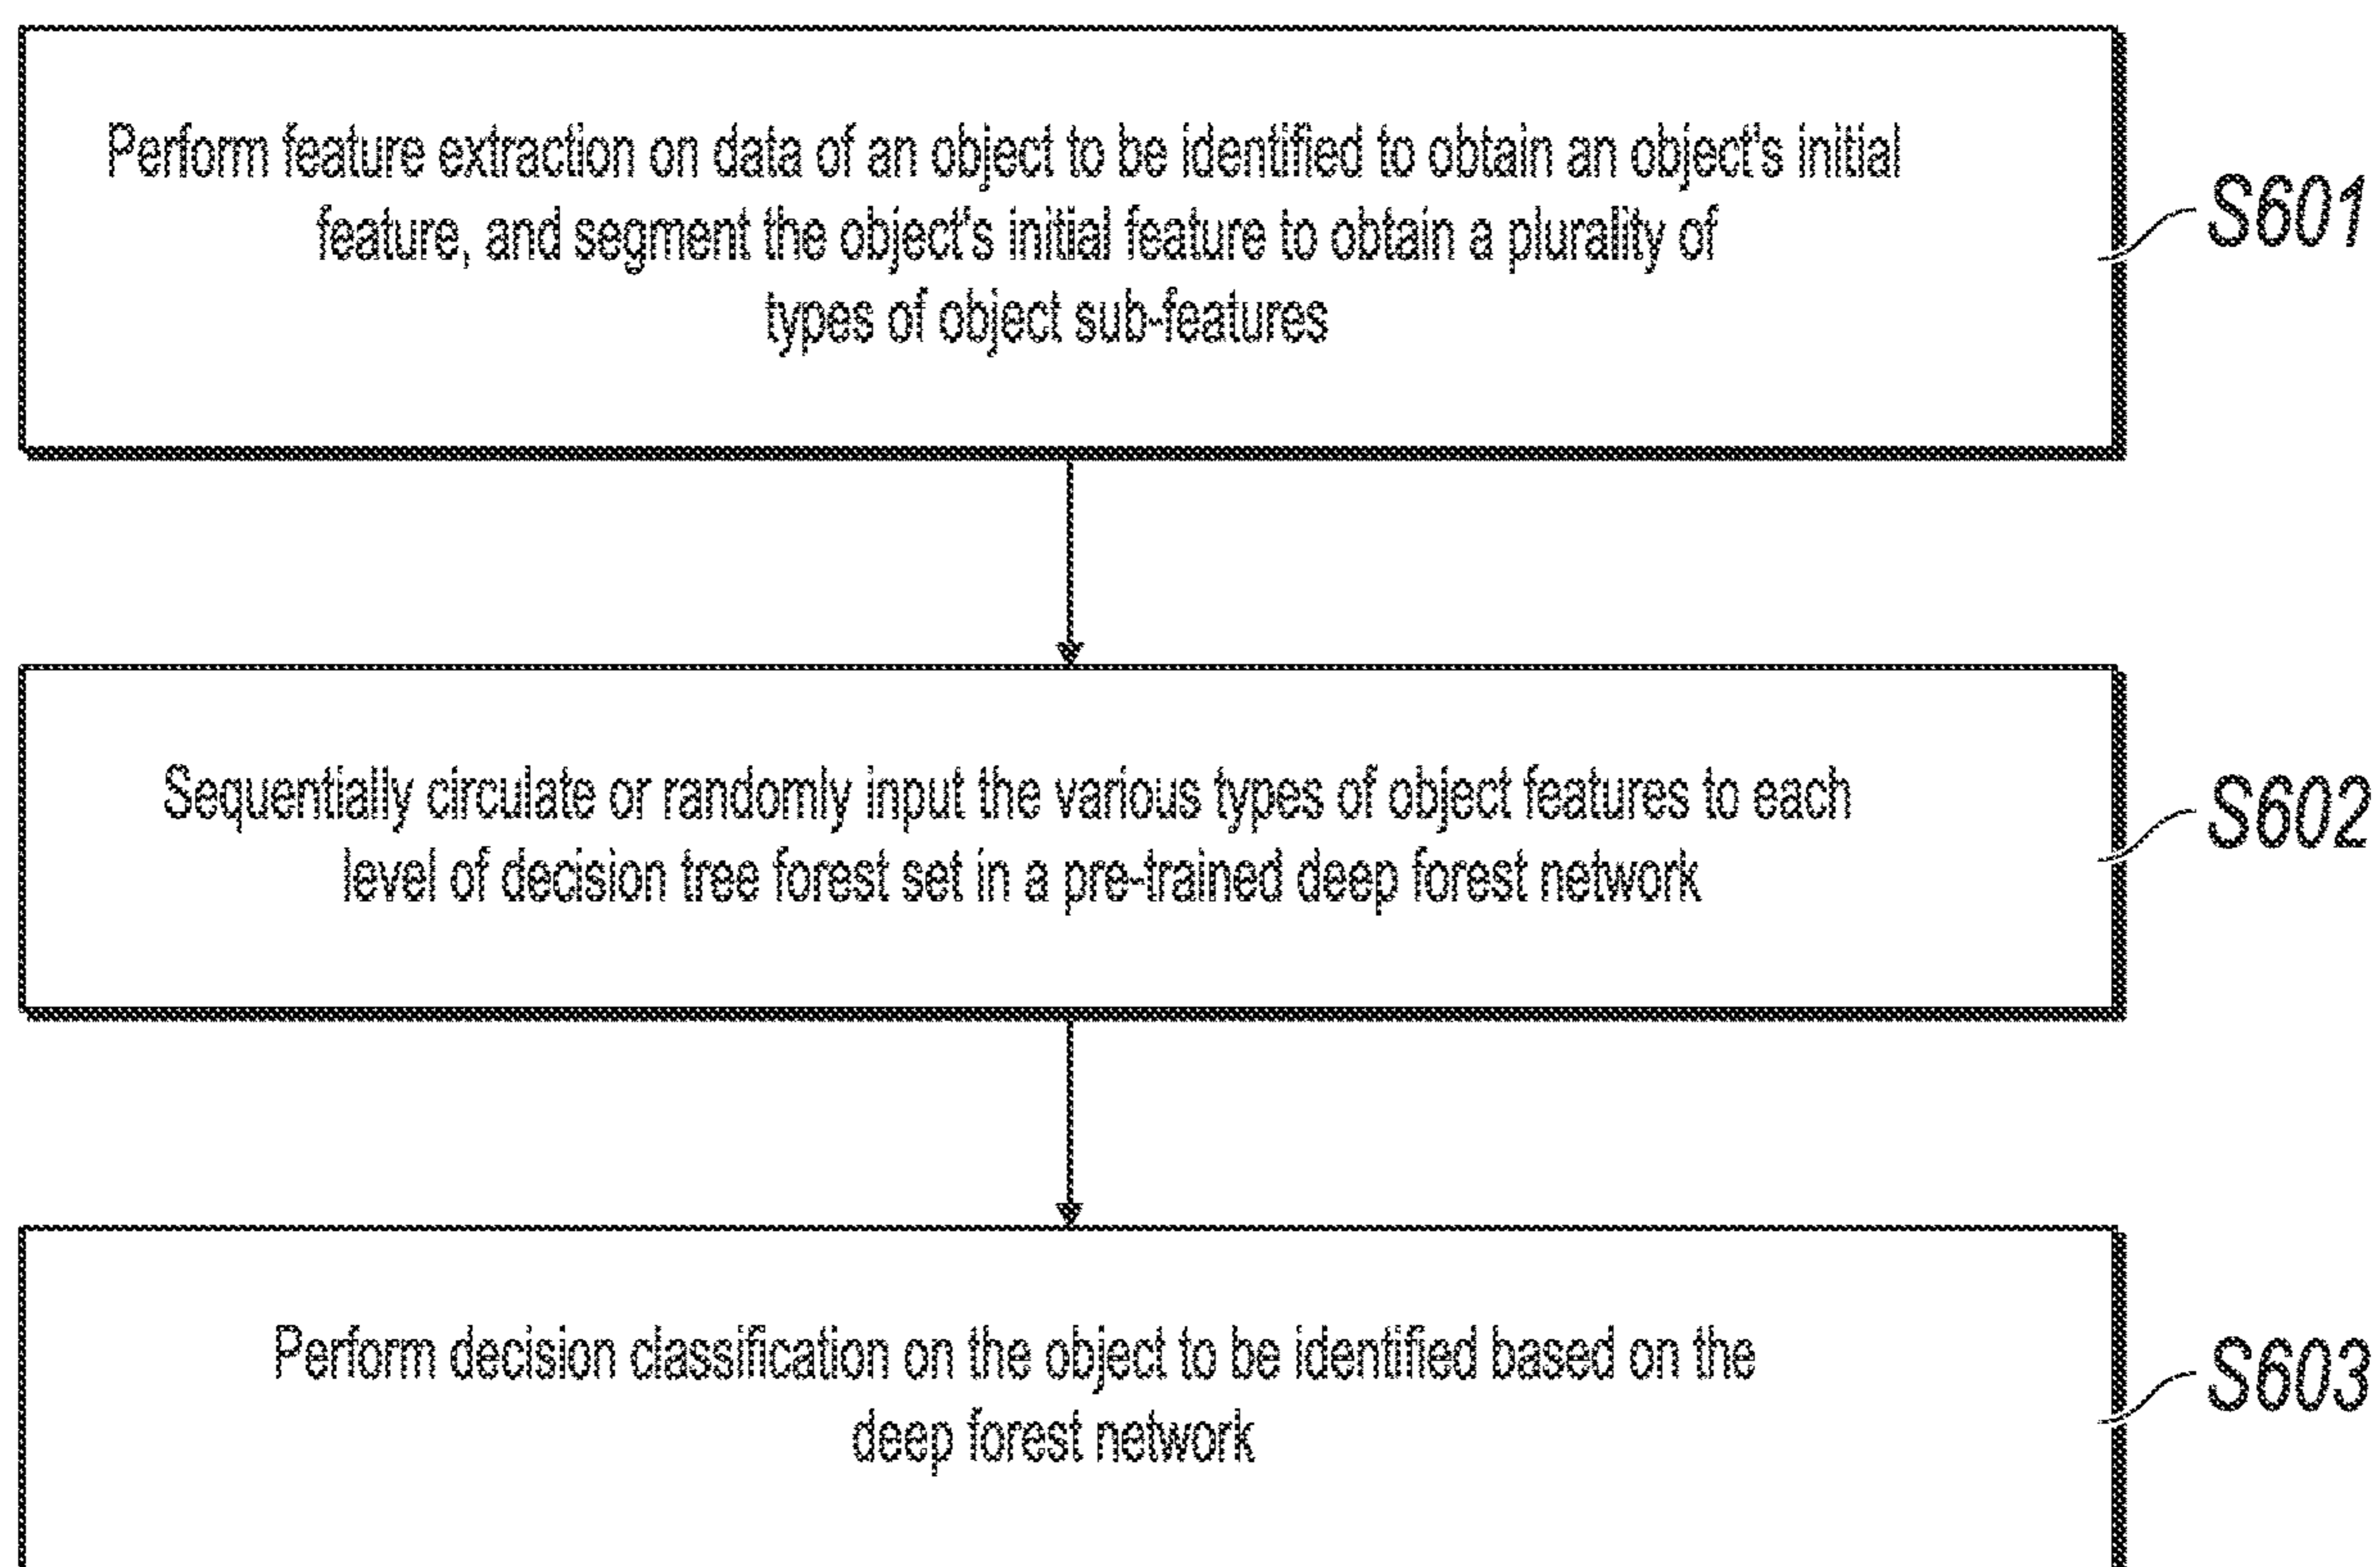 Perform feature extraction on data of an object to be identified to obtain an object's initial
feature, and segment the object's initial feature to obtain a plurality of
types of object sub-features
S601
Sequentially circulate or randomly input the various types of object features to each
level of decision tree forest set in a pre-trained deep forest network
S602
Perform decision classification on the object to be identified based on the
deep forest network
S603